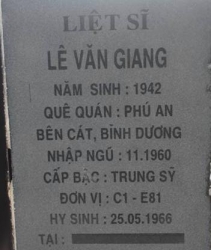 LIỆT SĨ
LÊ VĂN GIANG
NĂM SINH : 1942
QUÊ QUÁN : PHÚ AN
BẾN CÁT, BÌNH DƯƠNG
NHẬP NGŨ : 11.1960
CẤP BẬC : TRUNG SỸ
ĐƠN VỊ : C1 - E81
HY SINH : 25.05.1966
TẠI :